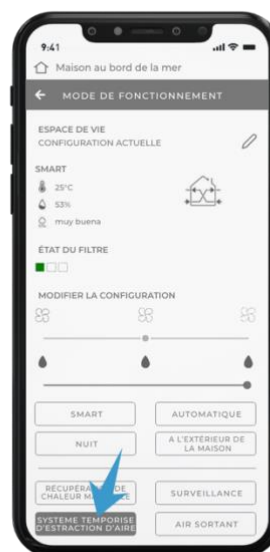 9:41
Maison au bord de la mer
MODE DE FONCTIONNEMENT
ESPACE DE VIE
CONFIGURATION ACTUELLE
SMART
25°C
53%
muy buena
ÉTAT DU FILTRE
MODIFIER LA CONFIGURATION
SMART
AUTOMATIQUE
NUIT
A L'EXTÉRIEUR DE
LA MAISON
DE
CHALEUR
SURVEILLANCE
SYSTEME TEMPORISE
D'ESTRACTION D'AIRE
AIR SORTANT